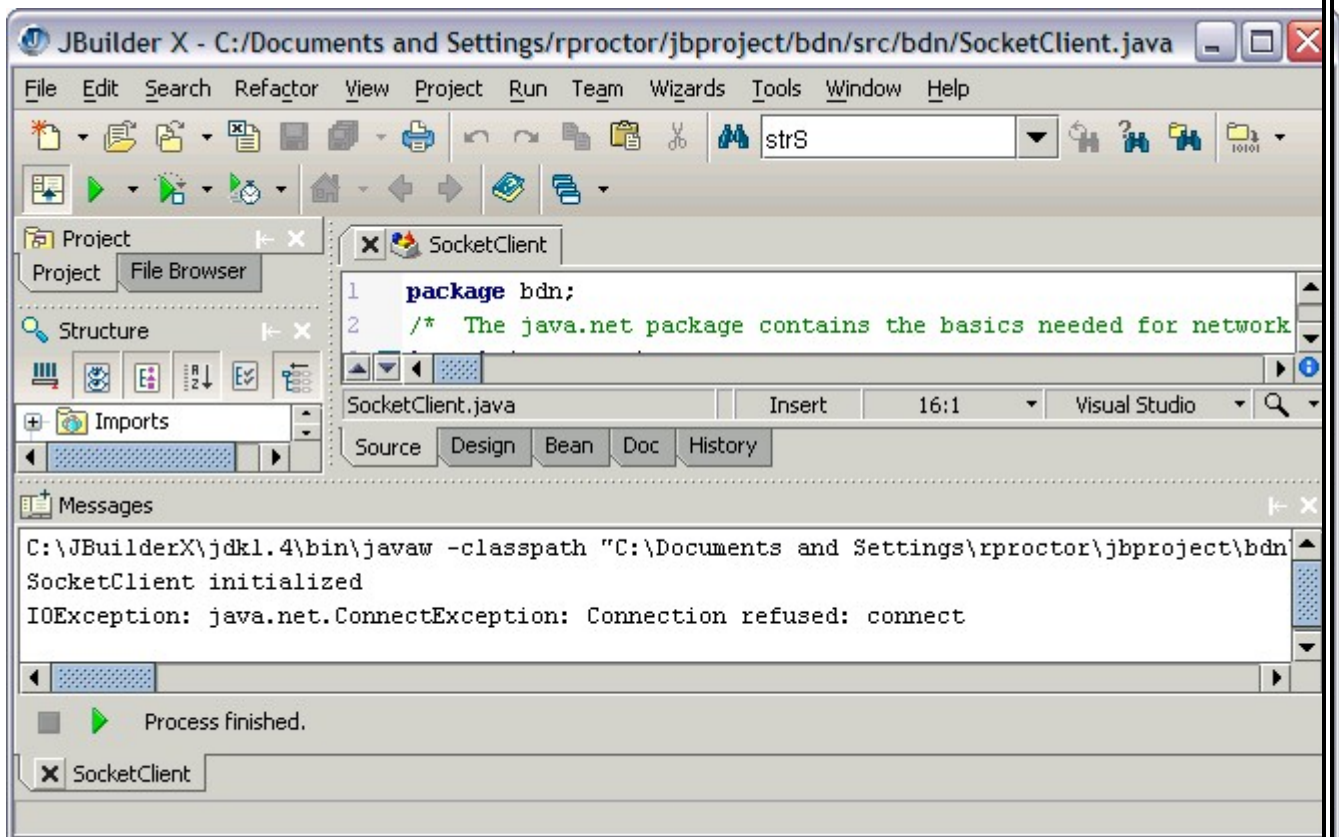 JBuilder X - C:/Documents and Settings/rproctor/jbproject/bdn/src/bdn/SocketClient.java
File Edit Search Refactor View Project Run Team Wizards Tools Window Help
strS
Project
Project File Browser
SocketClient
1 package bdn;
2 /* The java.net package contains the basics needed for network
Structure
Imports
SocketClient.java Insert 16:1 Visual Studio
Source Design Bean Doc History
Messages
C:\JBuilderX\jdk1.4\bin\javaw -classpath "C:\Documents and Settings\rproctor\jbproject\bdn
SocketClient initialized
IOException: java.net.ConnectException: Connection refused: connect
Process finished.
SocketClient